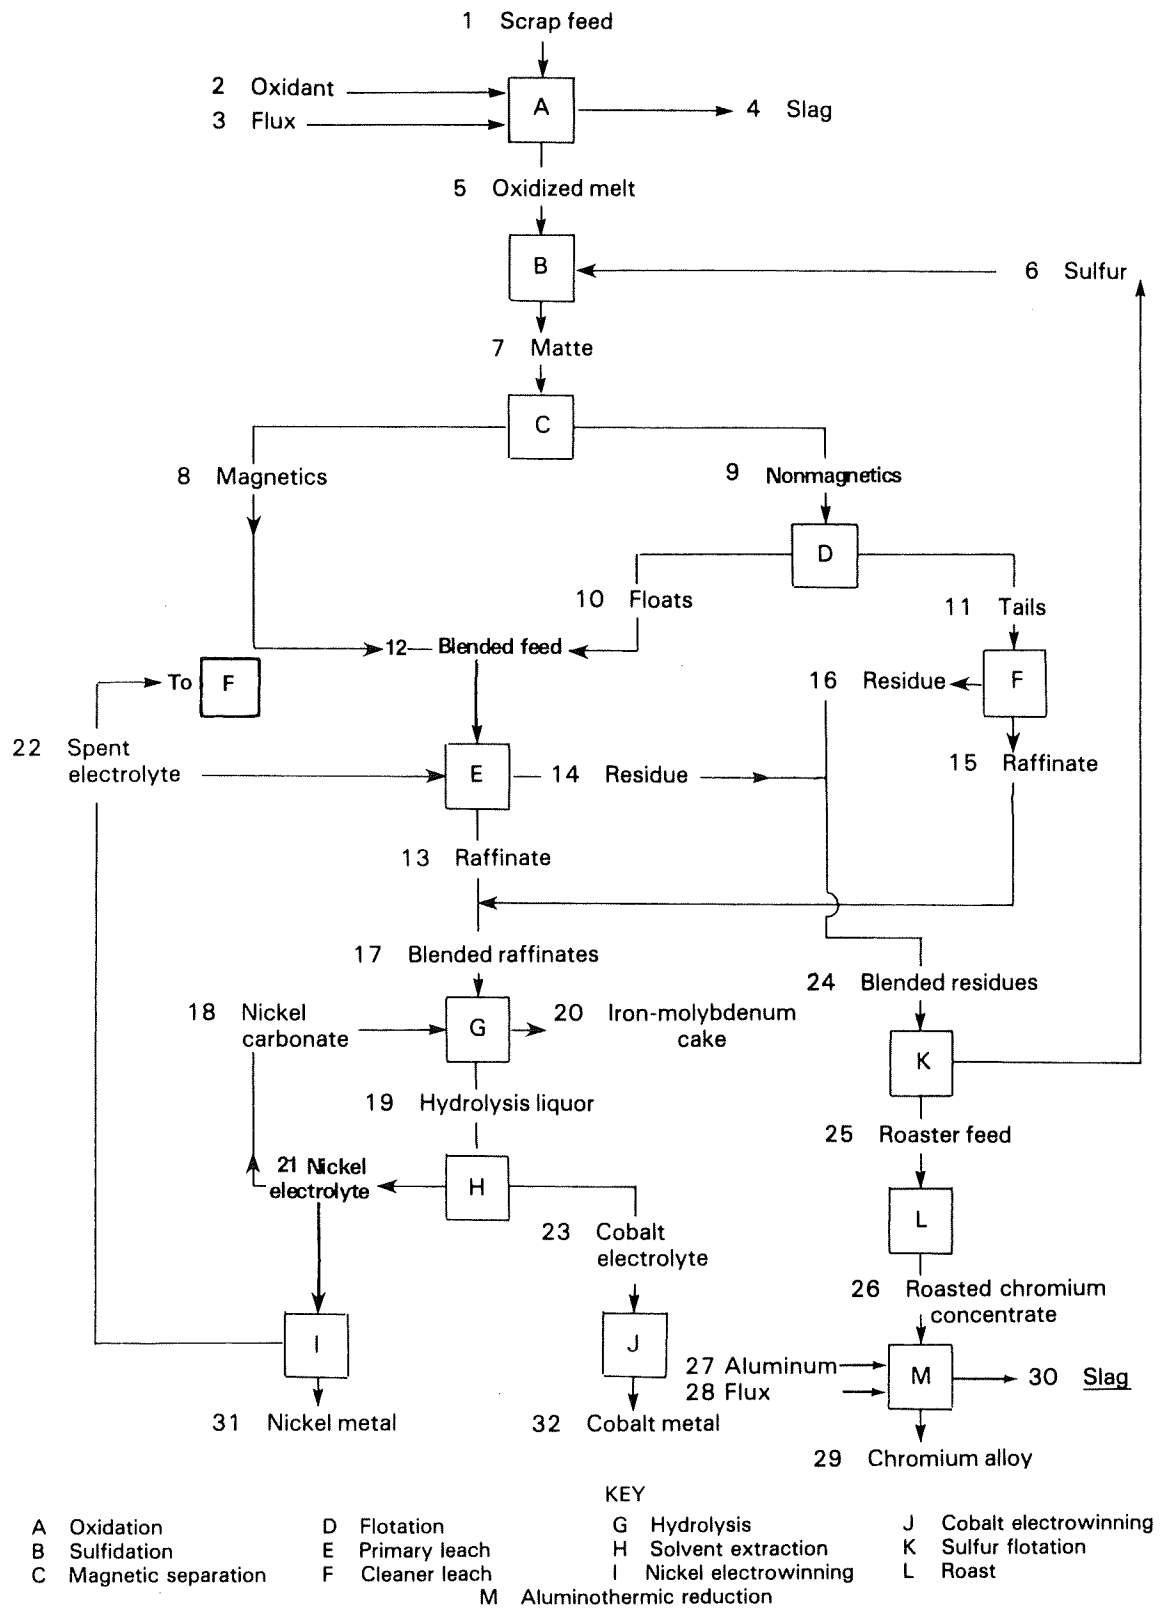 1 Scrap feed
2 Oxidant
3 Flux
A
4 Slag
5 Oxidized melt
B
6 Sulfur
7 Matte
C
8 Magnetics
9 Nonmagnetics
D
10 Floats
11 Tails
12 Blended feed
To F
16 Residue
F
22 Spent
electrolyte
E
14 Residue
15 Raffinate
13 Raffinate
17 Blended raffinates
24 Blended residues
18 Nickel
carbonate
G
20 Iron-molybdenum
cake
K
19 Hydrolysis liquor
25 Roaster feed
21 Nickel
electrolyte
H
L
23 Cobalt
electrolyte
26 Roasted chromium
concentrate
I
J
27 Aluminum
28 Flux
M
30 Slag
31 Nickel metal
32 Cobalt metal
29 Chromium alloy
KEY
A Oxidation
B Sulfidation
C Magnetic separation
D Flotation
E Primary leach
F Cleaner leach
G Hydrolysis
H Solvent extraction
I Nickel electrowinning
J Cobalt electrowinning
K Sulfur flotation
L Roast
M Aluminothermic reduction